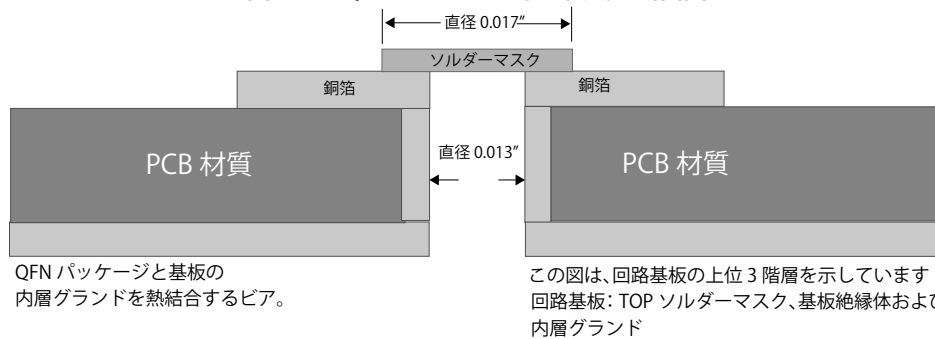 直径 0.017″
ソルダーマスク
銅箔
銅箔
PCB 材質
直径 0.013″
PCB 材質
QFN パッケージと基板の
内層グランドを熱結合するビア。
この図は、回路基板の上位 3 階層を示しています
回路基板：TOP ソルダーマスク、基板絶縁体および
内層グランド